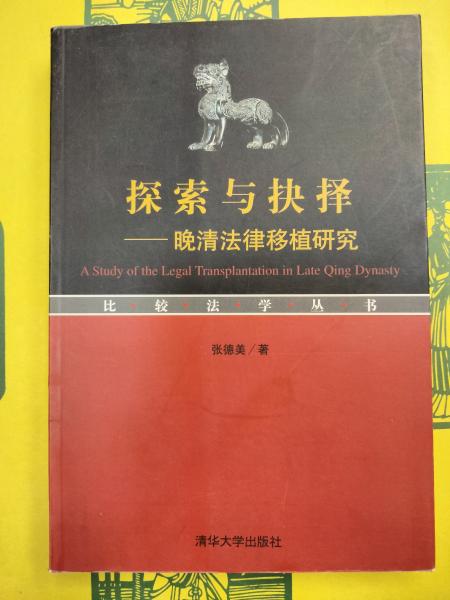 探索与抉择
——晚清法律移植研究
A Study of the Legal Transplantation in Late Qing Dynasty
比·较·法·学·丛·书
张德美/著
清华大学出版社